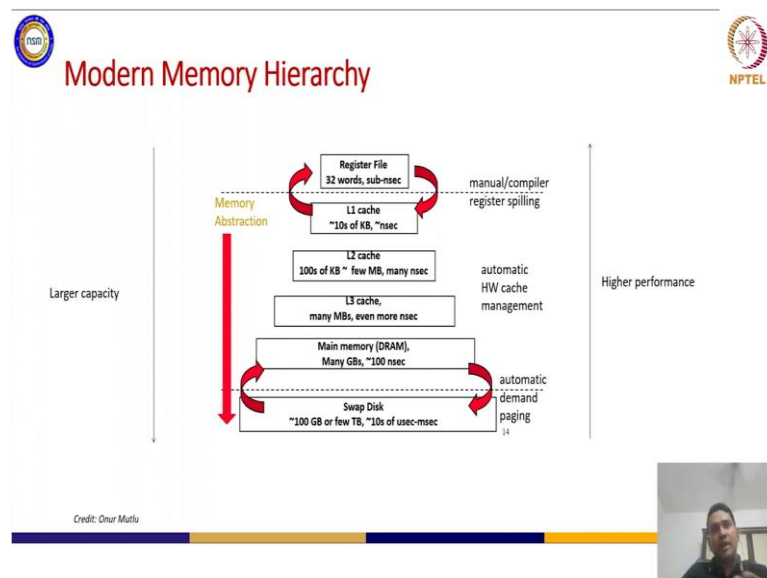 nsm
NPTEL
Modern Memory Hierarchy
Register File
32 words, sub-nsec
manual/compiler
register spilling
Memory
Abstraction
L1 cache
~10s of KB, ~nsec
L2 cache
100s of KB ~ few MB, many nsec
automatic
HW cache
management
Larger capacity
Higher performance
L3 cache,
many MBs, even more nsec
Main memory (DRAM),
Many GBs, ~100 nsec
automatic
demand
paging
Swap Disk
~100 GB or few TB, ~10s of usec-msec
14
Credit: Onur Mutlu